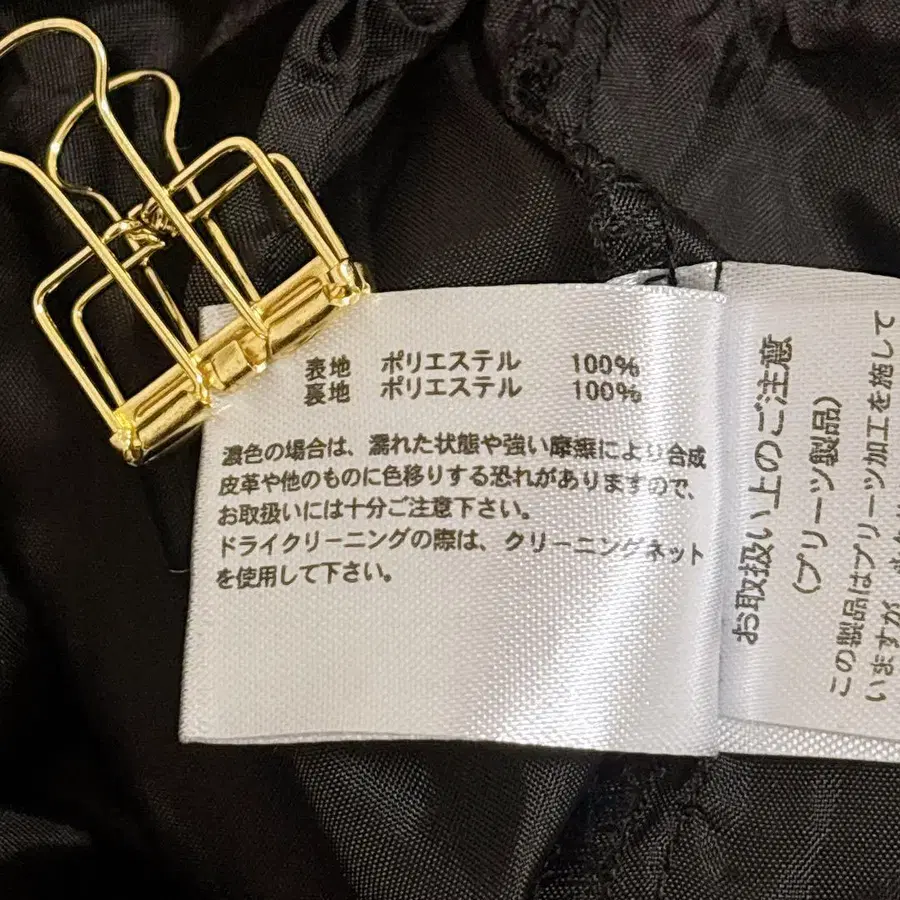 表地 ポリエステル 100%
裏地 ポリエステル 100%
濃色の場合は、濡れた状態や強い摩擦により合成
皮革や他のものに色移りする恐れがありますので、
お取扱いには十分ご注意下さい。
ドライクリーニングの際は、クリーニングネット
を使用して下さい。
お取扱い上のご注意
(プリーツ製品)
この製品はプリーツ加工を施して
いますが、